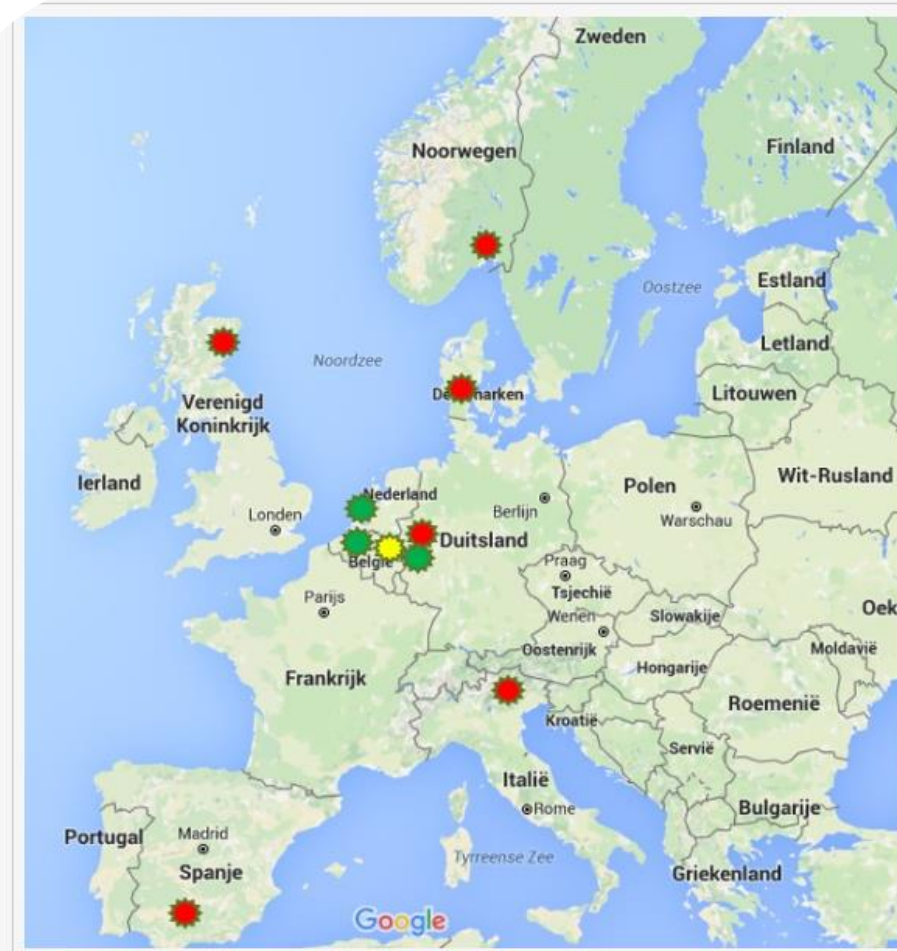 Zweden
Noorwegen
Finland
Estland
Oostzee
Letland
Noordzee
Litouwen
Verenigd
Koninkrijk
Ierland
Nederland
Polen
Wit-Rusland
Londen
Berlijn
Warschau
Duitsland
België
Praag
Tsjechië
Parijs
Wenen
Slowakije
Oek
Oostenrijk
Moldavië
Hongarije
Frankrijk
Roemenië
Kroatië
Servië
Italië
Rome
Bulgarije
Portugal
Madrid
Tyrreense Zee
Spanje
Griekenland
Google